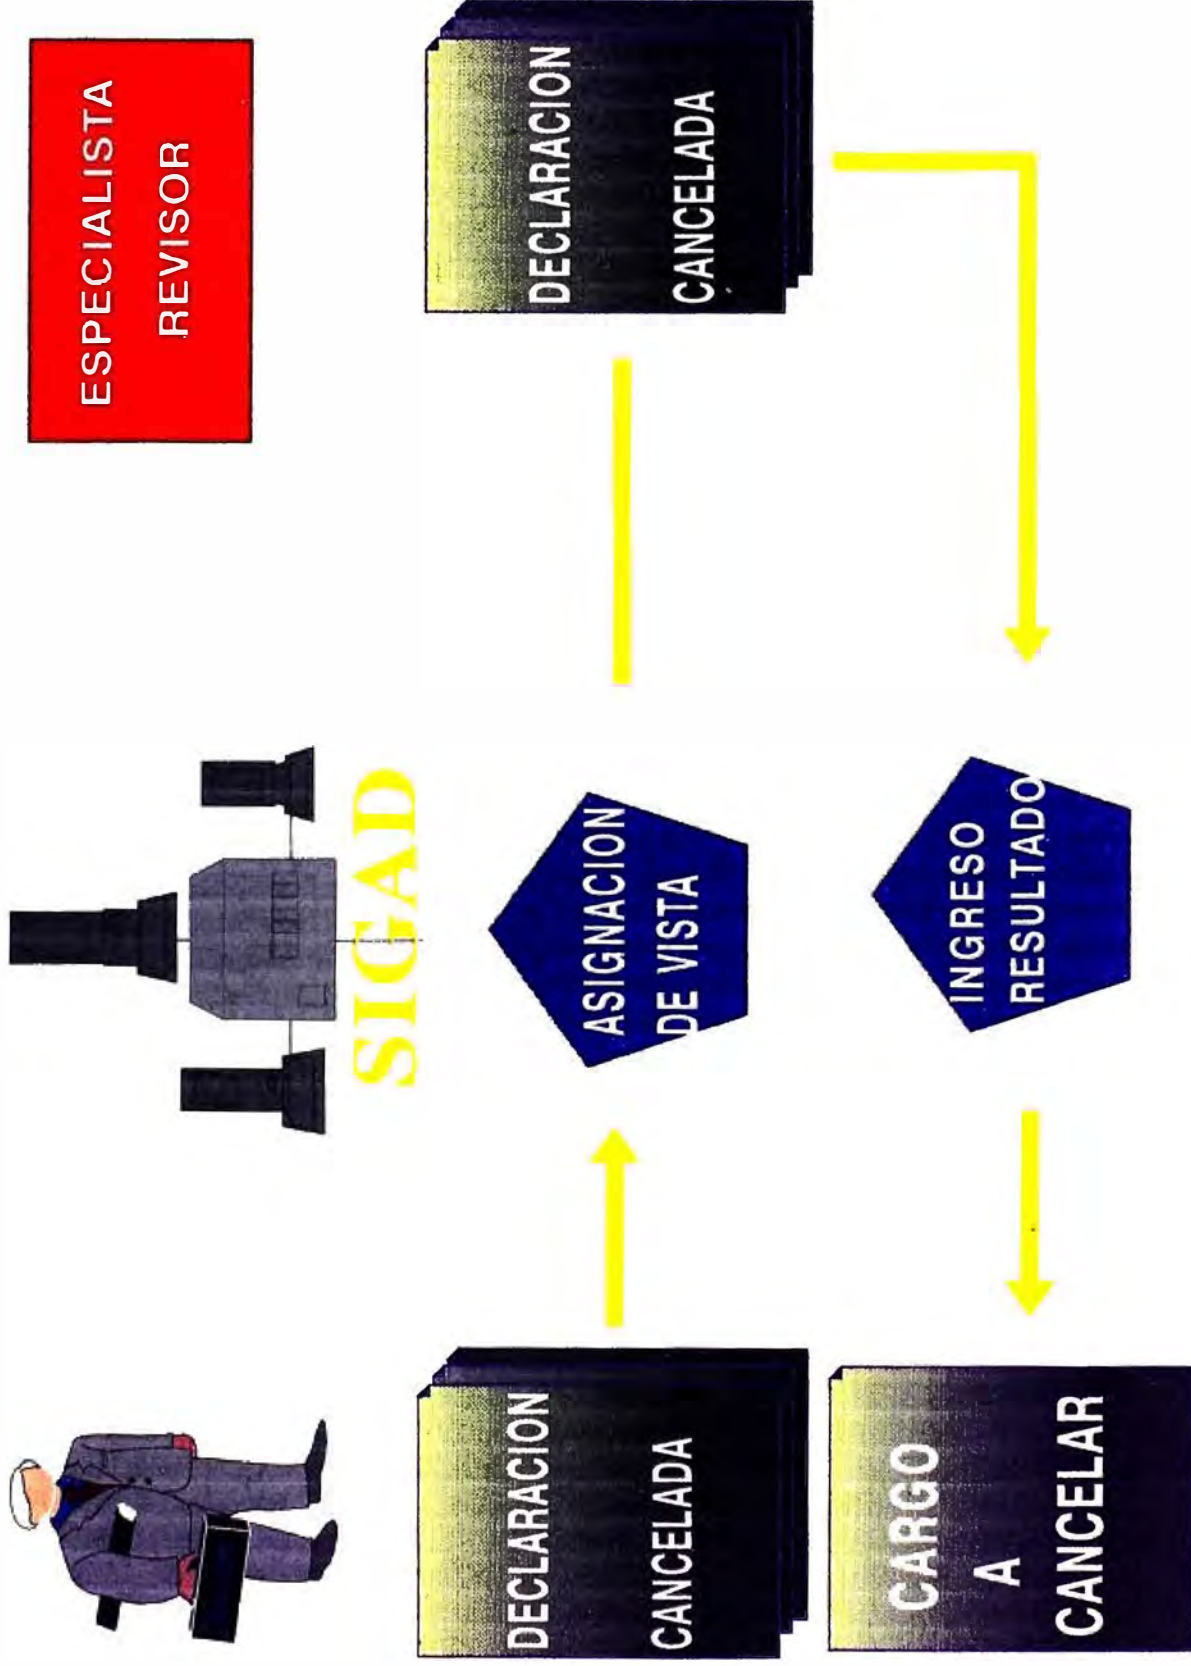 SIGAD
ESPECIALISTA
REVISOR
DECLARACION
CANCELADA
ASIGNACION
DE VISTA
DECLARACION
CANCELADA
CARGO
A
CANCELAR
INGRESO
RESULTADO